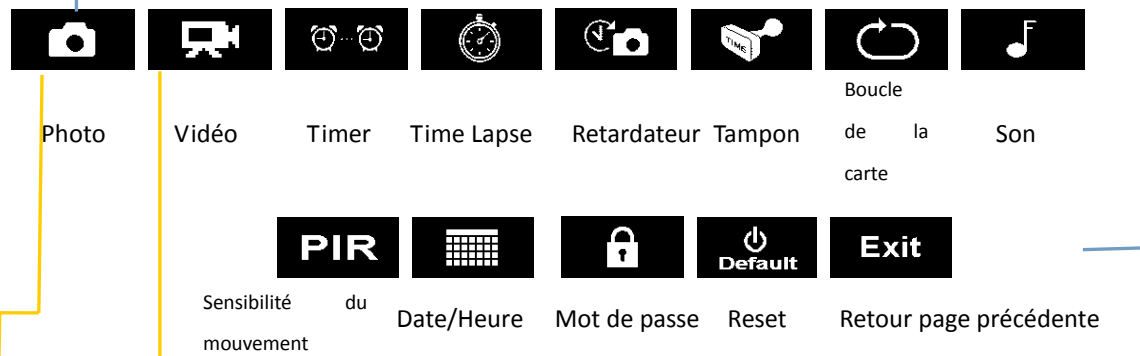 TIME
Photo
Vidéo
Timer
Time Lapse
Retardateur
Tampon
Boucle
de la
carte
Son
PIR
Default
Exit
Sensibilité du
mouvement
Date/Heure
Mot de passe
Reset
Retour page précédente